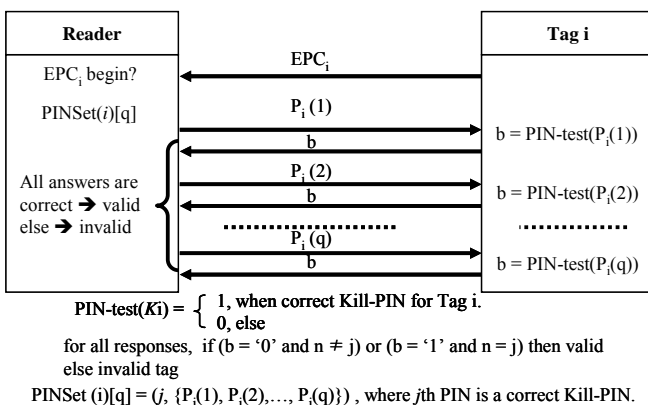 Reader
Tag i
EPCi begin?
EPCi
PINSet(i)[q]
Pi (1)
b
b = PIN-test(Pi(1))
All answers are
correct ➔ valid
else ➔ invalid
Pi (2)
b
b = PIN-test(Pi(2))
Pi (q)
b
b = PIN-test(Pi(q))
PIN-test(Ki) = { 1, when correct Kill-PIN for Tag i.
0, else
for all responses, if (b = ‘0’ and n ≠ j) or (b = ‘1’ and n = j) then valid
else invalid tag
PINSet (i)[q] = (j, {Pi(1), Pi(2),…, Pi(q)}) , where jth PIN is a correct Kill-PIN.